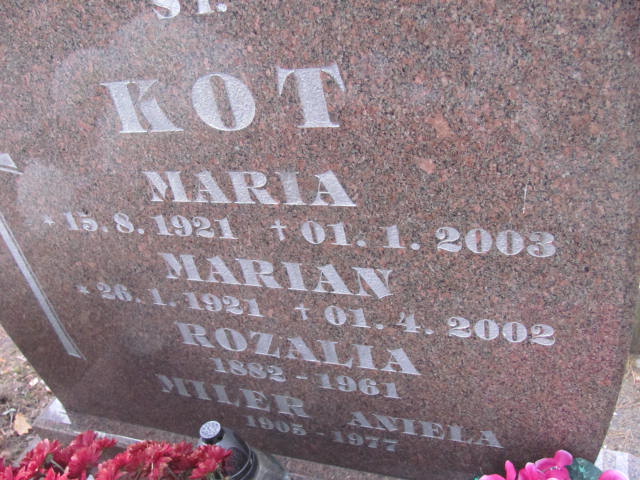 ST.
KOT
MARIA
* 15. 8. 1921 † 01. 1. 2003
MARIAN
* 26. 1. 1921 † 01. 4. 2002
ROZALIA
1882 - 1961
MILER ANIELA
1905 - 1977